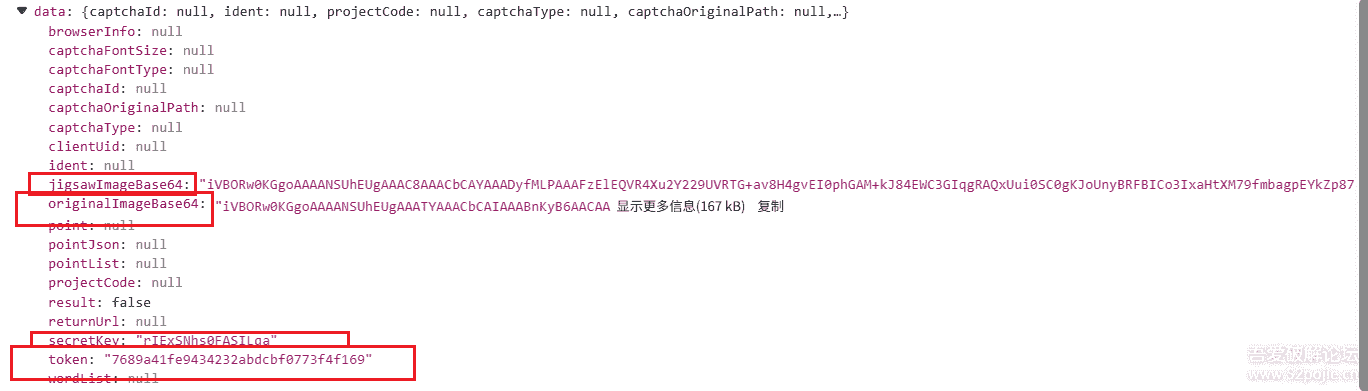 data: {captchaId: null, ident: null, projectCode: null, captchaType: null, captchaOriginalPath: null,…}
browserInfo: null
captchaFontSize: null
captchaFontType: null
captchaId: null
captchaOriginalPath: null
captchaType: null
clientUid: null
ident: null
jigsawImageBase64: "iVBORw0KGgoAAAANSUhEUgAAAC8AAACbCAYAAADyfMLPAAAFzElEQVR4Xu2Y229UVRTG+av8H4gvEI0phGAM+kJ84EWC3GIqgRAQxUui0SC0gKJoUnyBRFBICo3IxaHtXM79fmbagpEYkZp87
originalImageBase64: "iVBORw0KGgoAAAANSUhEUgAAATYAAACbCAIAAABnKyB6AACAA 显示更多信息(167 kB) 复制
point: null
pointJson: null
pointList: null
projectCode: null
result: false
returnUrl: null
secretKey: "rIExSNhs0FASILga"
token: "7689a41fe9434232abdcbf0773f4f169"
wordList: null
吾爱破解论坛
www.52pojie.cn